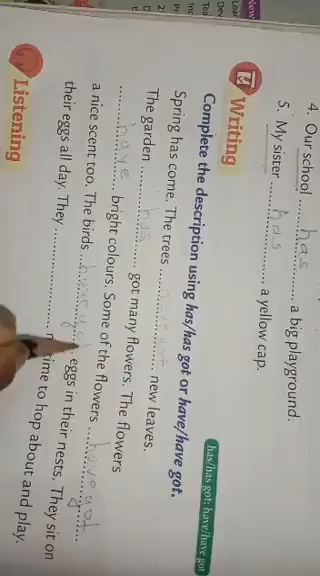 4. Our school has a big playground.
5. My sister has a yellow cap.
has/has got: have/have got
Writing
Complete the description using has/has got or have/have got.
Spring has come. The trees have got new leaves.
The garden has got many flowers. The flowers
have bright colours. Some of the flowers have got
a nice scent too. The birds have got eggs in their nests. They sit on
their eggs all day. They time to hop about and play.
Listening